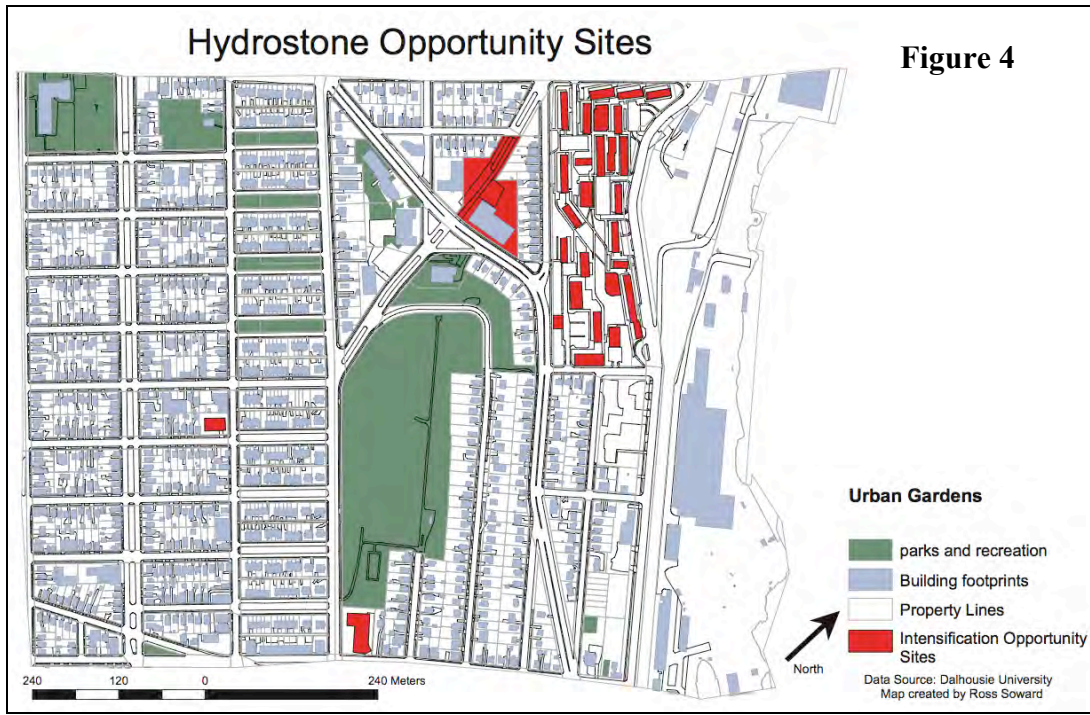 Hydrostone Opportunity Sites
Figure 4
Urban Gardens
parks and recreation
Building footprints
Property Lines
Intensification Opportunity
Sites
North
Data Source: Dalhousie University
Map created by Ross Soward
240 120 0 240 Meters